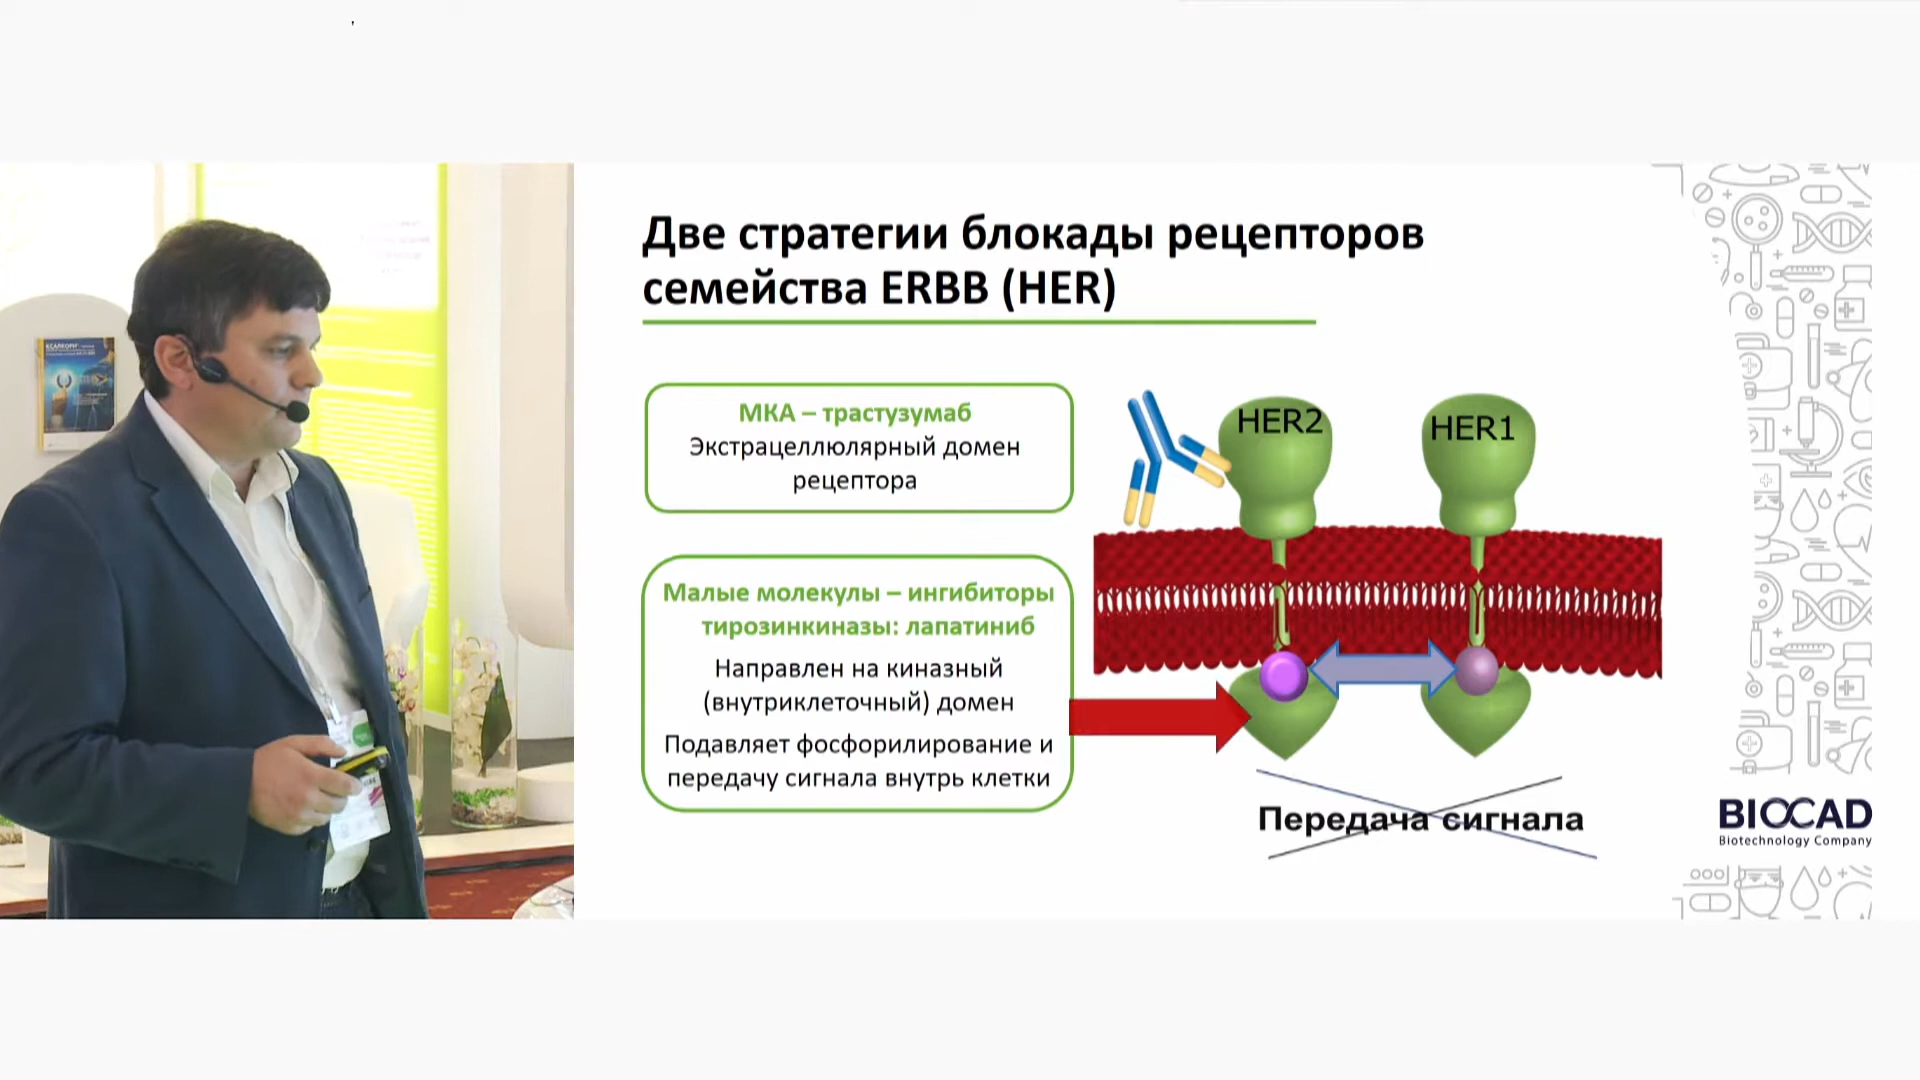 Две стратегии блокады рецепторов
семейства ERBB (HER)
МКА – трастузумаб
Экстрацеллюлярный домен
рецептора
Малые молекулы – ингибиторы
тирозинкиназы: лапатиниб
Направлен на киназный
(внутриклеточный) домен
Подавляет фосфорилирование и
передачу сигнала внутрь клетки
HER2
HER1
Передача сигнала
BIOCAD
Biotechnology Company
КСАЛКОРИ